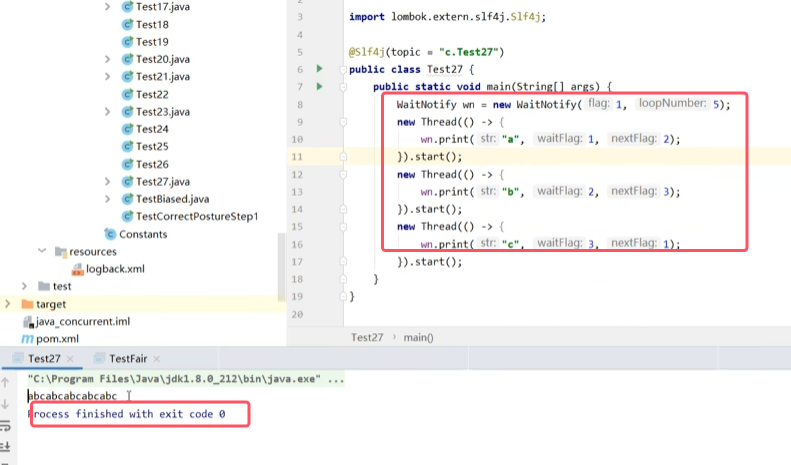 Test17.java
Test18
Test19
Test20.java
Test21.java
Test22
Test23.java
Test24
Test25
Test26
Test27.java
TestBiased.java
TestCorrectPostureStep1
Constants
resources
logback.xml
test
target
java_concurrent.iml
pom.xml
3 import lombok.extern.slf4j.Slf4j;
4
5 @Slf4j(topic = "c.Test27")
6 public class Test27 {
7 public static void main(String[] args) {
8 WaitNotify wn = new WaitNotify( flag: 1, loopNumber: 5);
9 new Thread(() -> {
10 wn.print( str: "a", waitFlag: 1, nextFlag: 2);
11 }).start();
12 new Thread(() -> {
13 wn.print( str: "b", waitFlag: 2, nextFlag: 3);
14 }).start();
15 new Thread(() -> {
16 wn.print( str: "c", waitFlag: 3, nextFlag: 1);
17 }).start();
18 }
19 }
20
Test27 › main()
Test27 × TestFair ×
"C:\Program Files\Java\jdk1.8.0_212\bin\java.exe" ...
abcabcabcabcabc
Process finished with exit code 0